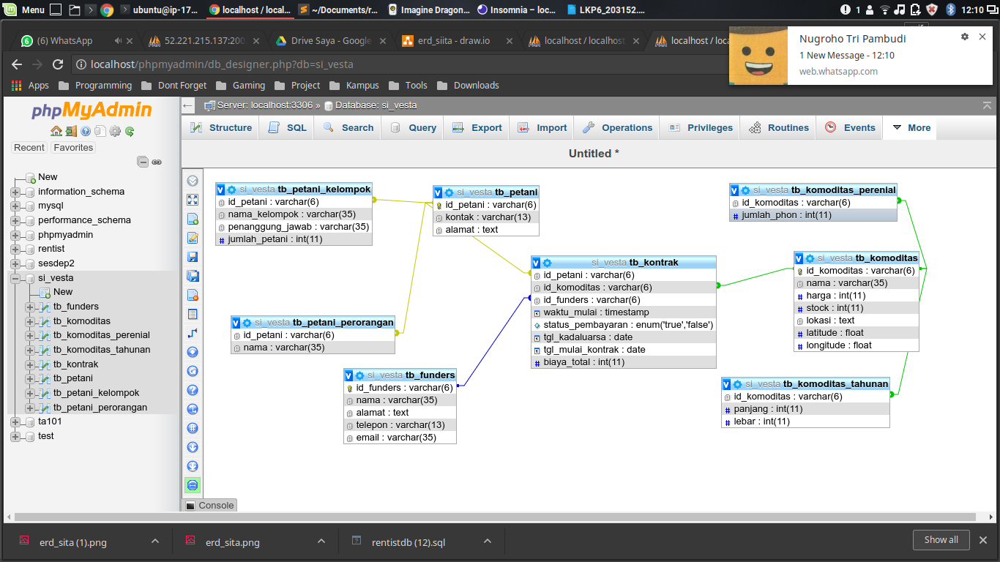 Menu
ubuntu@ip-17...
localhost / local...
~/Documents/r...
Imagine Dragon...
Insomnia – loc...
LKP6_203152....
1
12:10
(6) WhatsApp
52.221.215.137:200
Drive Saya - Google
erd_siita - draw.io
localhost / localhost
localhost / loca
localhost/phpmyadmin/db_designer.php?db=si_vesta
Nugroho Tri Pambudi
1 New Message - 12:10
web.whatsapp.com
Apps
Programming
Dont Forget
Gaming
Project
Kampus
Tools
Downloads
phpMyAdmin
Recent
Favorites
New
information_schema
mysql
performance_schema
phpmyadmin
rentist
sesdep2
si_vesta
New
tb_funders
tb_komoditas
tb_komoditas_perenial
tb_komoditas_tahunan
tb_kontrak
tb_petani
tb_petani_kelompok
tb_petani_perorangan
ta101
test
Server: localhost:3306 » Database: si_vesta
Structure
SQL
Search
Query
Export
Import
Operations
Privileges
Routines
Events
More
Untitled *
si_vesta tb_petani_kelompok
id_petani : varchar(6)
nama_kelompok : varchar(35)
penanggung_jawab : varchar(35)
jumlah_petani : int(11)
si_vesta tb_petani
id_petani : varchar(6)
kontak : varchar(13)
alamat : text
si_vesta tb_komoditas_perenial
id_komoditas : varchar(6)
jumlah_phon : int(11)
si_vesta tb_kontrak
id_petani : varchar(6)
id_komoditas : varchar(6)
id_funders : varchar(6)
waktu_mulai : timestamp
status_pembayaran : enum('true','false')
tgl_kadaluarsa : date
tgl_mulai_kontrak : date
biaya_total : int(11)
si_vesta tb_komoditas
id_komoditas : varchar(6)
nama : varchar(35)
harga : int(11)
stock : int(11)
lokasi : text
latitude : float
longitude : float
si_vesta tb_petani_perorangan
id_petani : varchar(6)
nama : varchar(35)
si_vesta tb_funders
id_funders : varchar(6)
nama : varchar(35)
alamat : text
telepon : varchar(13)
email : varchar(35)
si_vesta tb_komoditas_tahunan
id_komoditas : varchar(6)
panjang : int(11)
lebar : int(11)
Console
erd_sita (1).png
erd_sita.png
rentistdb (12).sql
Show all